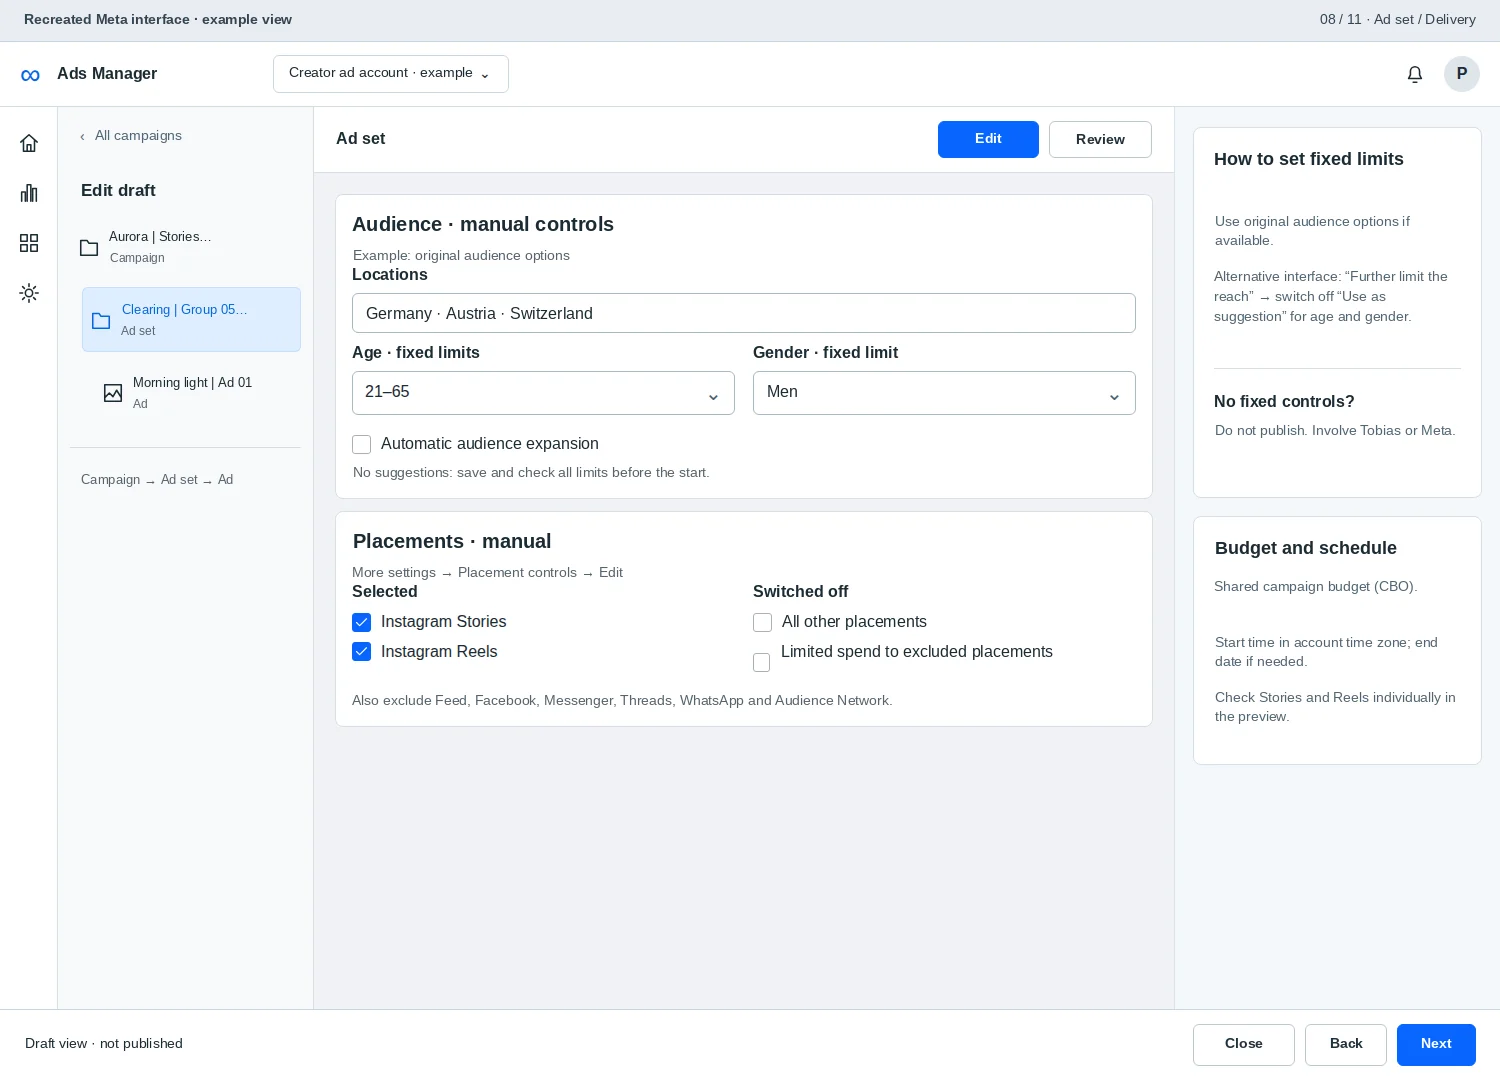 Recreated Meta interface · example view
08 / 11 · Ad set / Delivery
∞ Ads Manager
Creator ad account · example
P
‹ All campaigns
Edit draft
Aurora | Stories…
Campaign
Clearing | Group 05…
Ad set
Morning light | Ad 01
Ad
Campaign → Ad set → Ad
Ad set
Edit
Review
Audience · manual controls
Example: original audience options
Locations
Germany · Austria · Switzerland
Age · fixed limits
21–65
Gender · fixed limit
Men
Automatic audience expansion
No suggestions: save and check all limits before the start.
Placements · manual
More settings → Placement controls → Edit
Selected
Instagram Stories
Instagram Reels
Switched off
All other placements
Limited spend to excluded placements
Also exclude Feed, Facebook, Messenger, Threads, WhatsApp and Audience Network.
How to set fixed limits
Use original audience options if
available.
Alternative interface: “Further limit the
reach” → switch off “Use as
suggestion” for age and gender.
No fixed controls?
Do not publish. Involve Tobias or Meta.
Budget and schedule
Shared campaign budget (CBO).
Start time in account time zone; end
date if needed.
Check Stories and Reels individually in
the preview.
Draft view · not published
Close
Back
Next